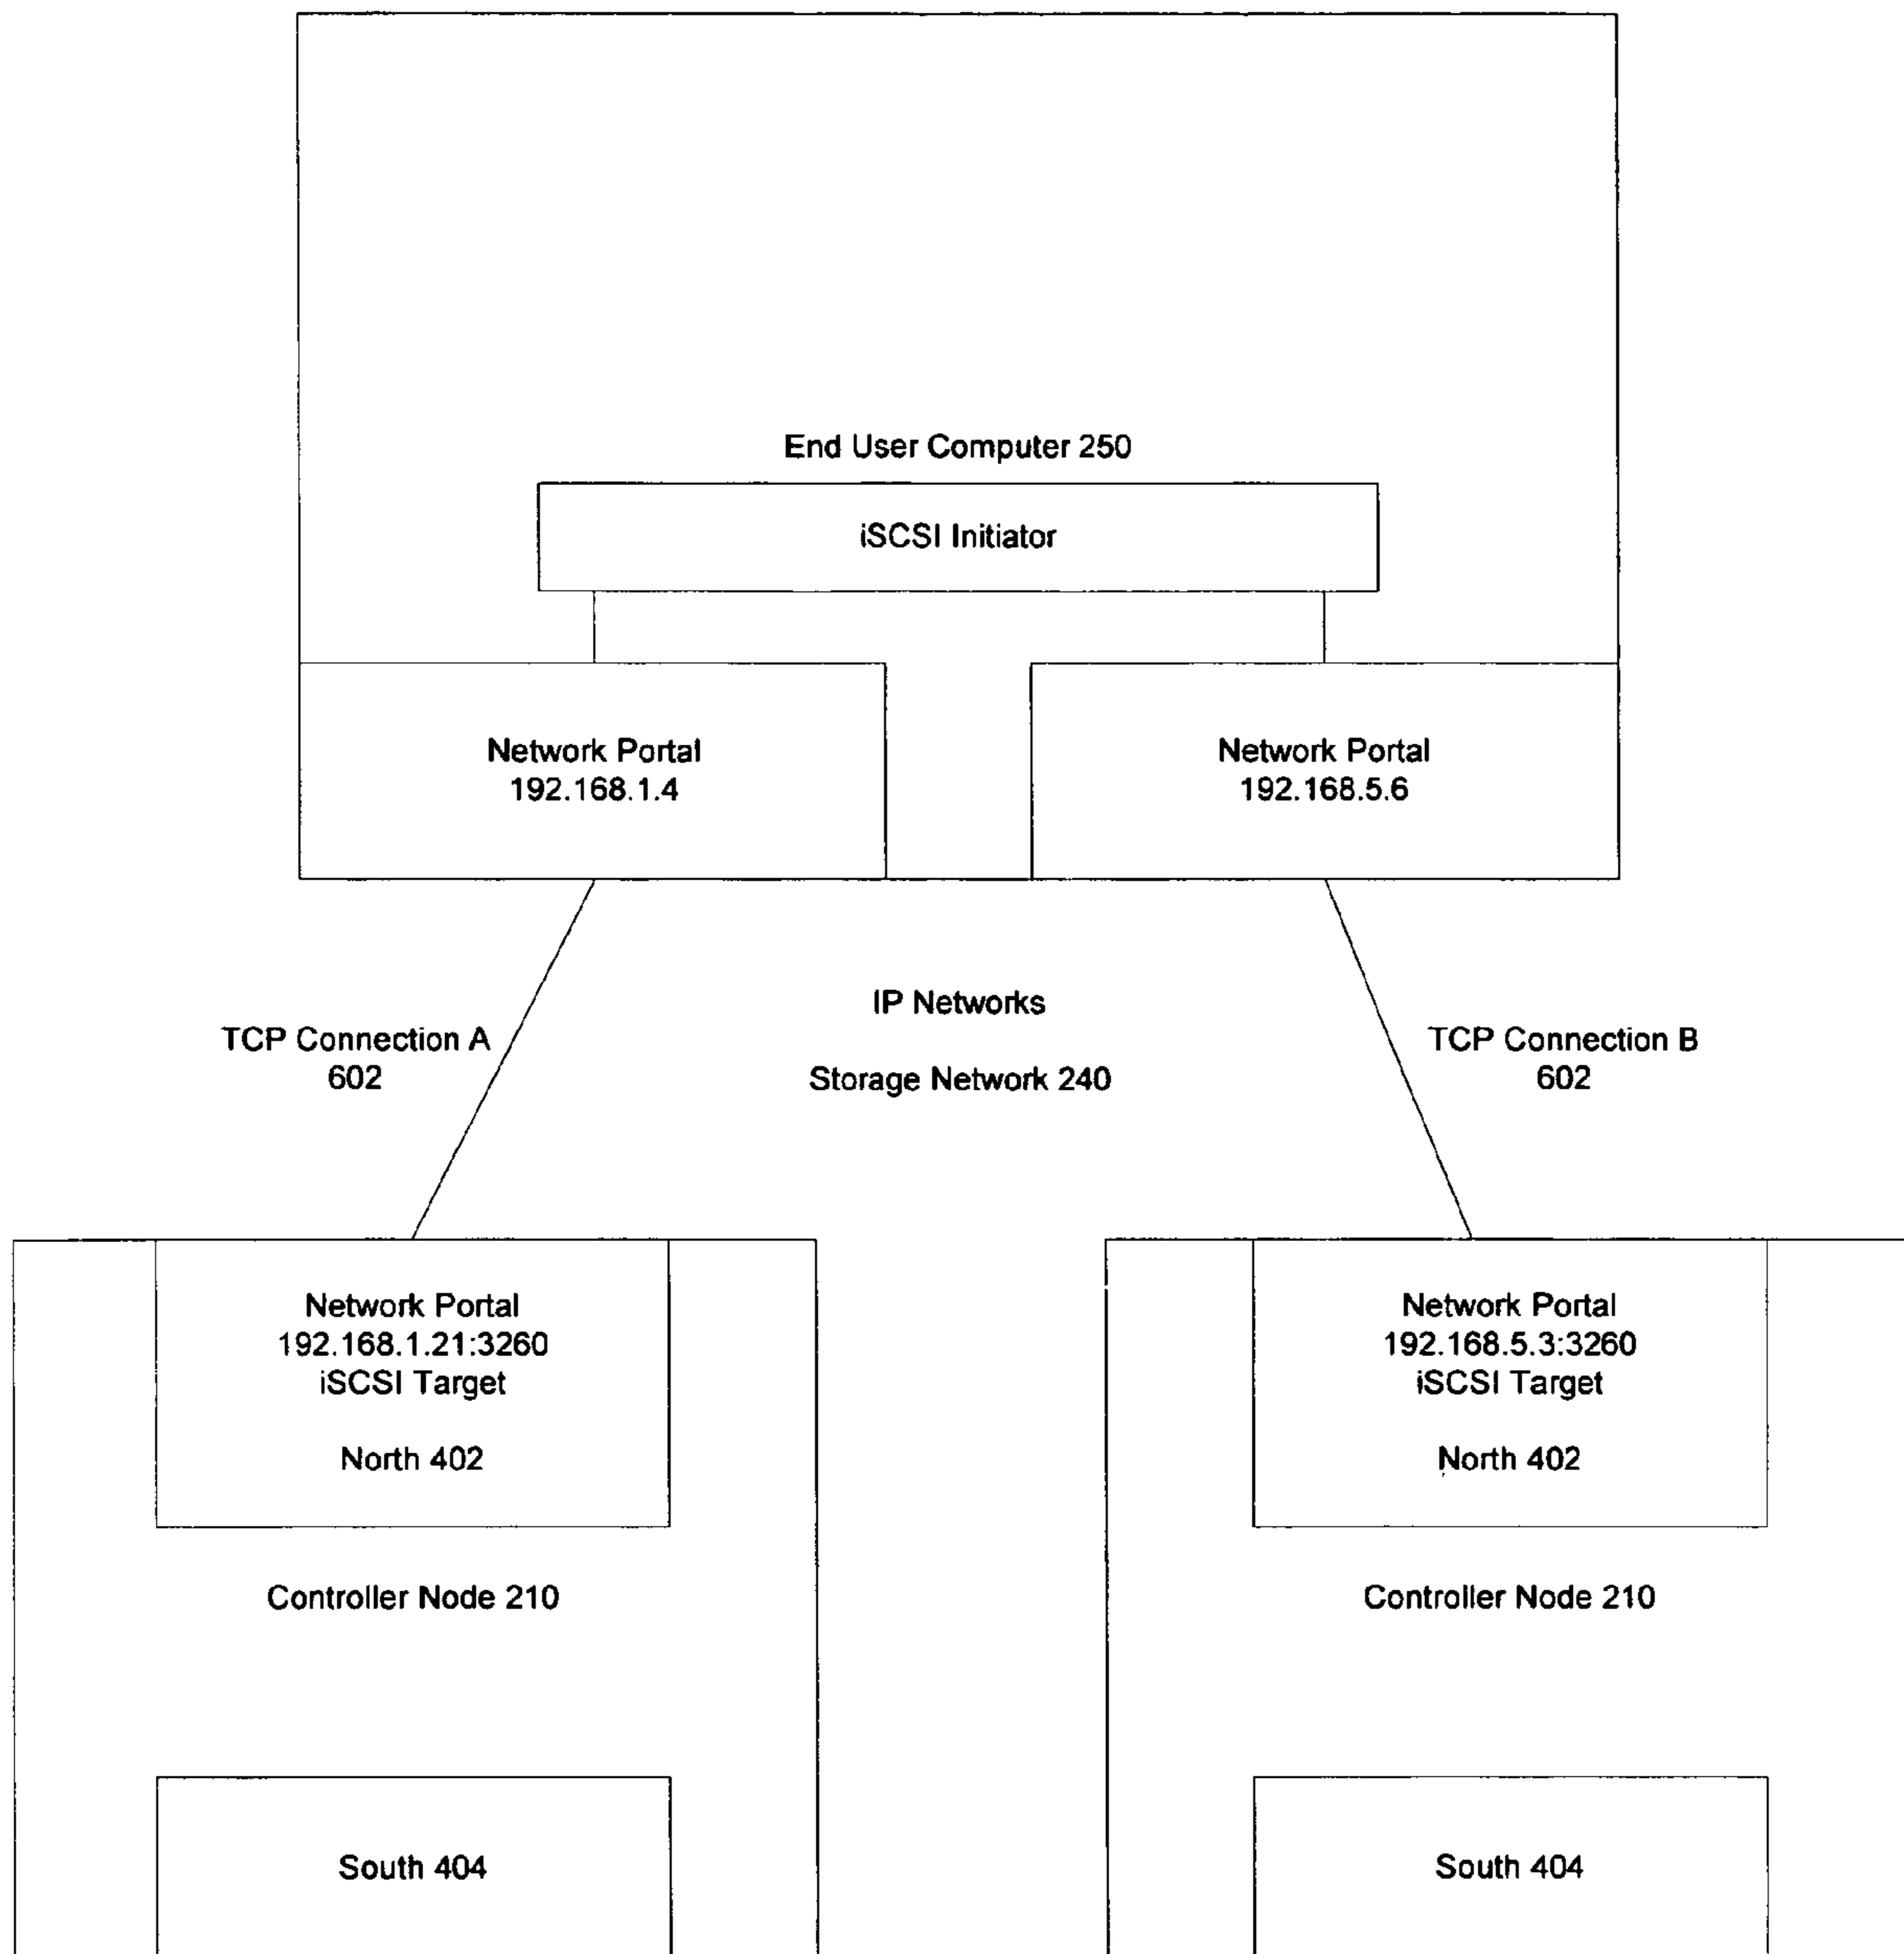 End User Computer 250
iSCSI Initiator
Network Portal
192.168.1.4
Network Portal
192.168.5.6
IP Networks
Storage Network 240
TCP Connection A
602
TCP Connection B
602
Network Portal
192.168.1.21:3260
iSCSI Target
North 402
Network Portal
192.168.5.3:3260
iSCSI Target
North 402
Controller Node 210
Controller Node 210
South 404
South 404